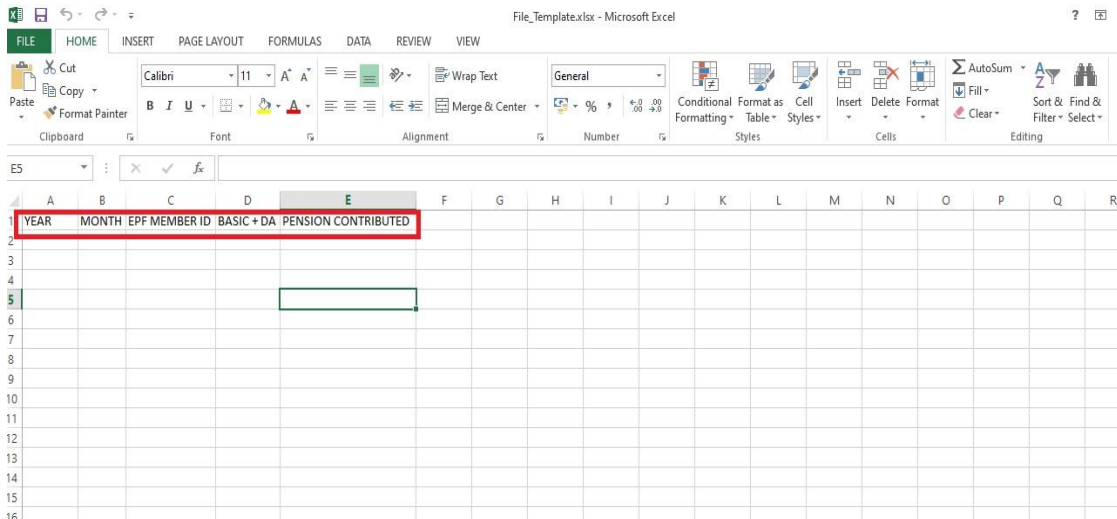 File_Template.xlsx - Microsoft Excel ?
FILE HOME INSERT PAGE LAYOUT FORMULAS DATA REVIEW VIEW
Cut
Copy
Format Painter
Paste
Clipboard
Calibri 11 A A
B I U A
Font
Wrap Text
Merge & Center
Alignment
General
% , .0 .00 .00 .0
Number
Conditional Formatting
Format as Table
Cell Styles
Styles
Insert Delete Format
Cells
AutoSum
Fill
Clear
Sort & Filter
Find & Select
Editing
E5 fx
A B C D E F G H I J K L M N O P Q R
1 YEAR MONTH EPF MEMBER ID BASIC + DA PENSION CONTRIBUTED
2
3
4
5
6
7
8
9
10
11
12
13
14
15
16